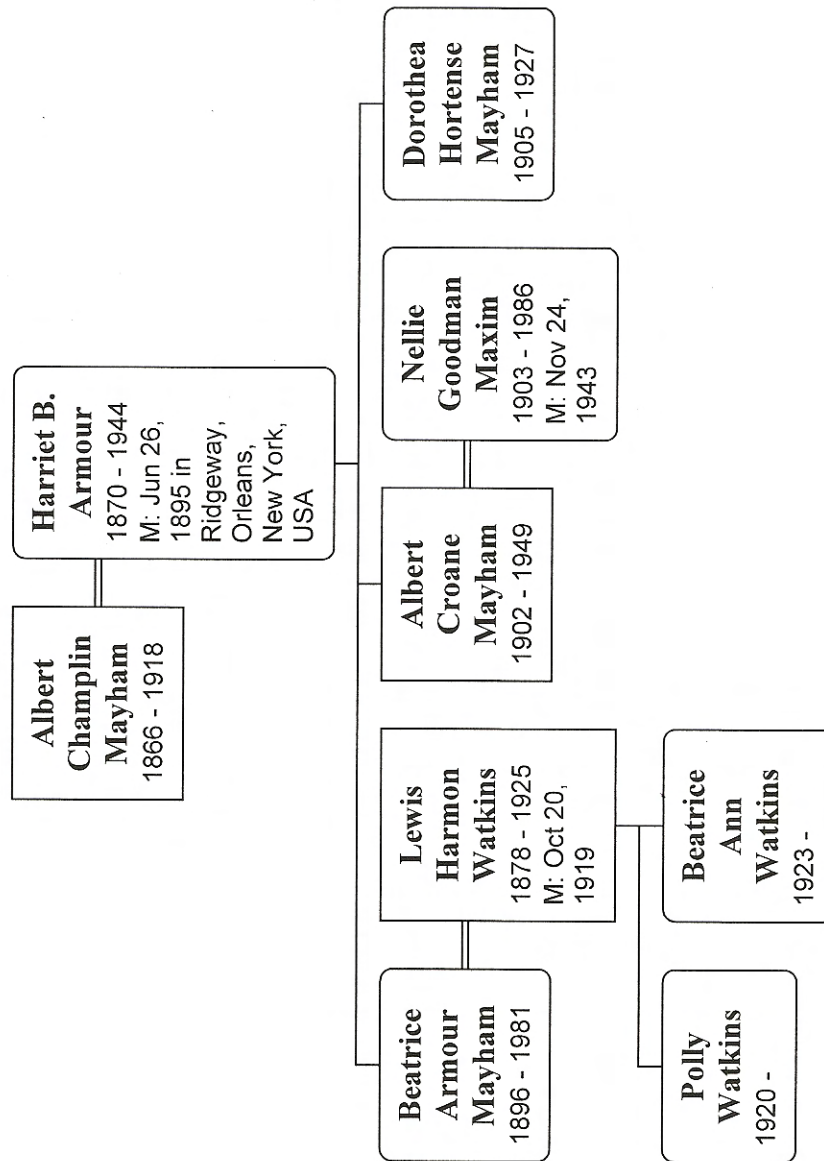 Albert
Champlin
Mayham
1866 - 1918
Harriet B.
Armour
1870 - 1944
M: Jun 26,
1895 in
Ridgeway,
Orleans,
New York,
USA
Beatrice
Armour
Mayham
1896 - 1981
Lewis
Harmon
Watkins
1878 - 1925
M: Oct 20,
1919
Albert
Croane
Mayham
1902 - 1949
Nellie
Goodman
Maxim
1903 - 1986
M: Nov 24,
1943
Dorothea
Hortense
Mayham
1905 - 1927
Polly
Watkins
1920 -
Beatrice
Ann
Watkins
1923 -